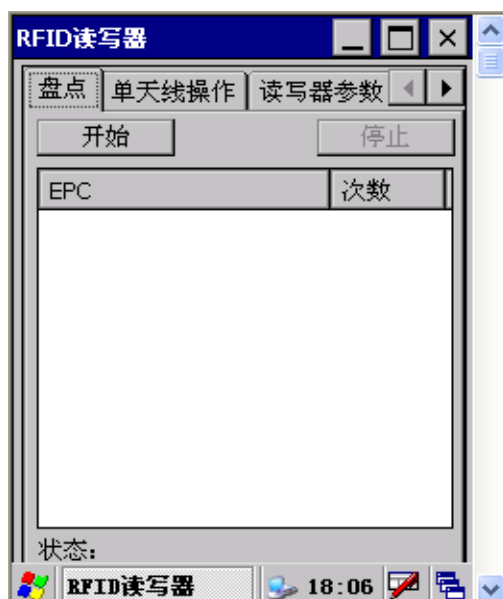 RFID读写器
盘点 单天线操作 读写器参数
开始 停止
EPC 次数
状态：
RFID读写器 18:06